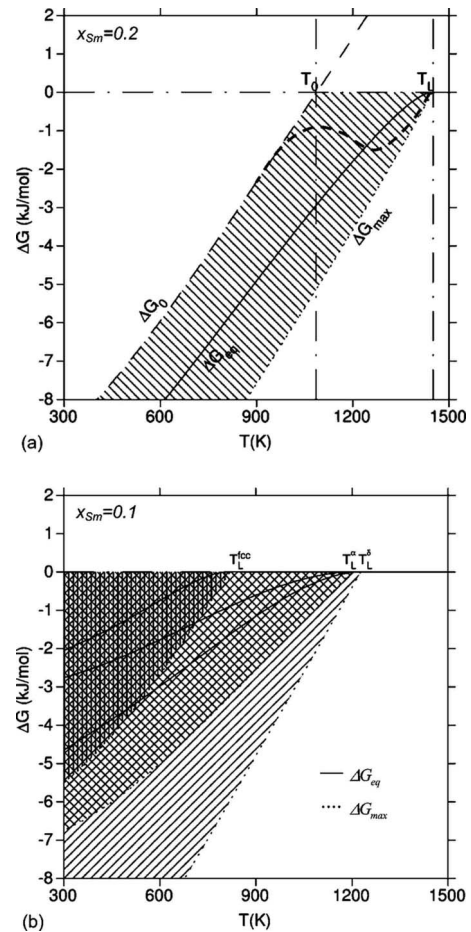 x_Sm=0.2
2
1
0
-1
-2
-3
-4
-5
-6
-7
-8
ΔG (kJ/mol)
T_0
T_L
ΔG_max
ΔG_0
ΔG_eq
300 600 900 1200 1500
T(K)
(a)
x_Sm=0.1
2
1
0
-1
-2
-3
-4
-5
-6
-7
-8
ΔG (kJ/mol)
T_L^fcc
T_L^α T_L^δ
ΔG_eq
ΔG_max
300 600 900 1200 1500
T(K)
(b)